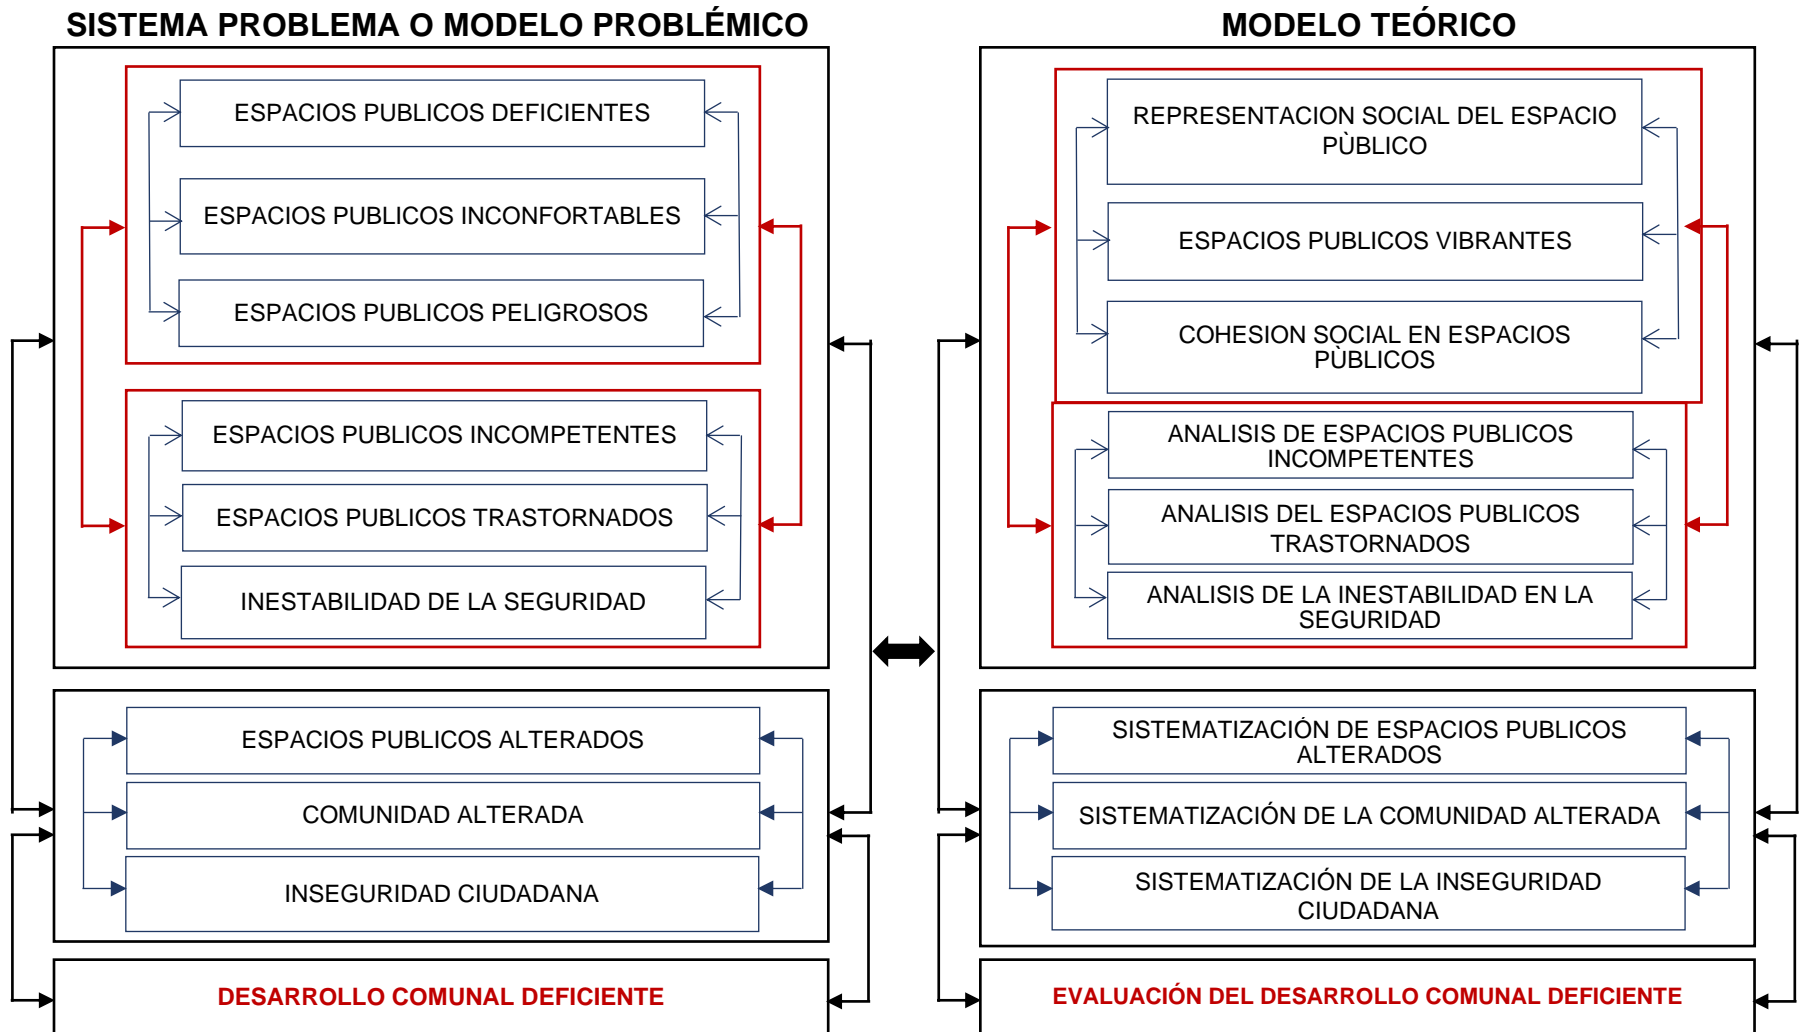 SISTEMA PROBLEMA O MODELO PROBLÉMICO
ESPACIOS PUBLICOS DEFICIENTES
ESPACIOS PUBLICOS INCONFORTABLES
ESPACIOS PUBLICOS PELIGROSOS
ESPACIOS PUBLICOS INCOMPETENTES
ESPACIOS PUBLICOS TRASTORNADOS
INESTABILIDAD DE LA SEGURIDAD
ESPACIOS PUBLICOS ALTERADOS
COMUNIDAD ALTERADA
INSEGURIDAD CIUDADANA
DESARROLLO COMUNAL DEFICIENTE
MODELO TEÓRICO
REPRESENTACION SOCIAL DEL ESPACIO
PÙBLICO
ESPACIOS PUBLICOS VIBRANTES
COHESION SOCIAL EN ESPACIOS
PÙBLICOS
ANALISIS DE ESPACIOS PUBLICOS
INCOMPETENTES
ANALISIS DEL ESPACIOS PUBLICOS
TRASTORNADOS
ANALISIS DE LA INESTABILIDAD EN LA
SEGURIDAD
SISTEMATIZACIÓN DE ESPACIOS PUBLICOS
ALTERADOS
SISTEMATIZACIÓN DE LA COMUNIDAD ALTERADA
SISTEMATIZACIÓN DE LA INSEGURIDAD
CIUDADANA
EVALUACIÓN DEL DESARROLLO COMUNAL DEFICIENTE